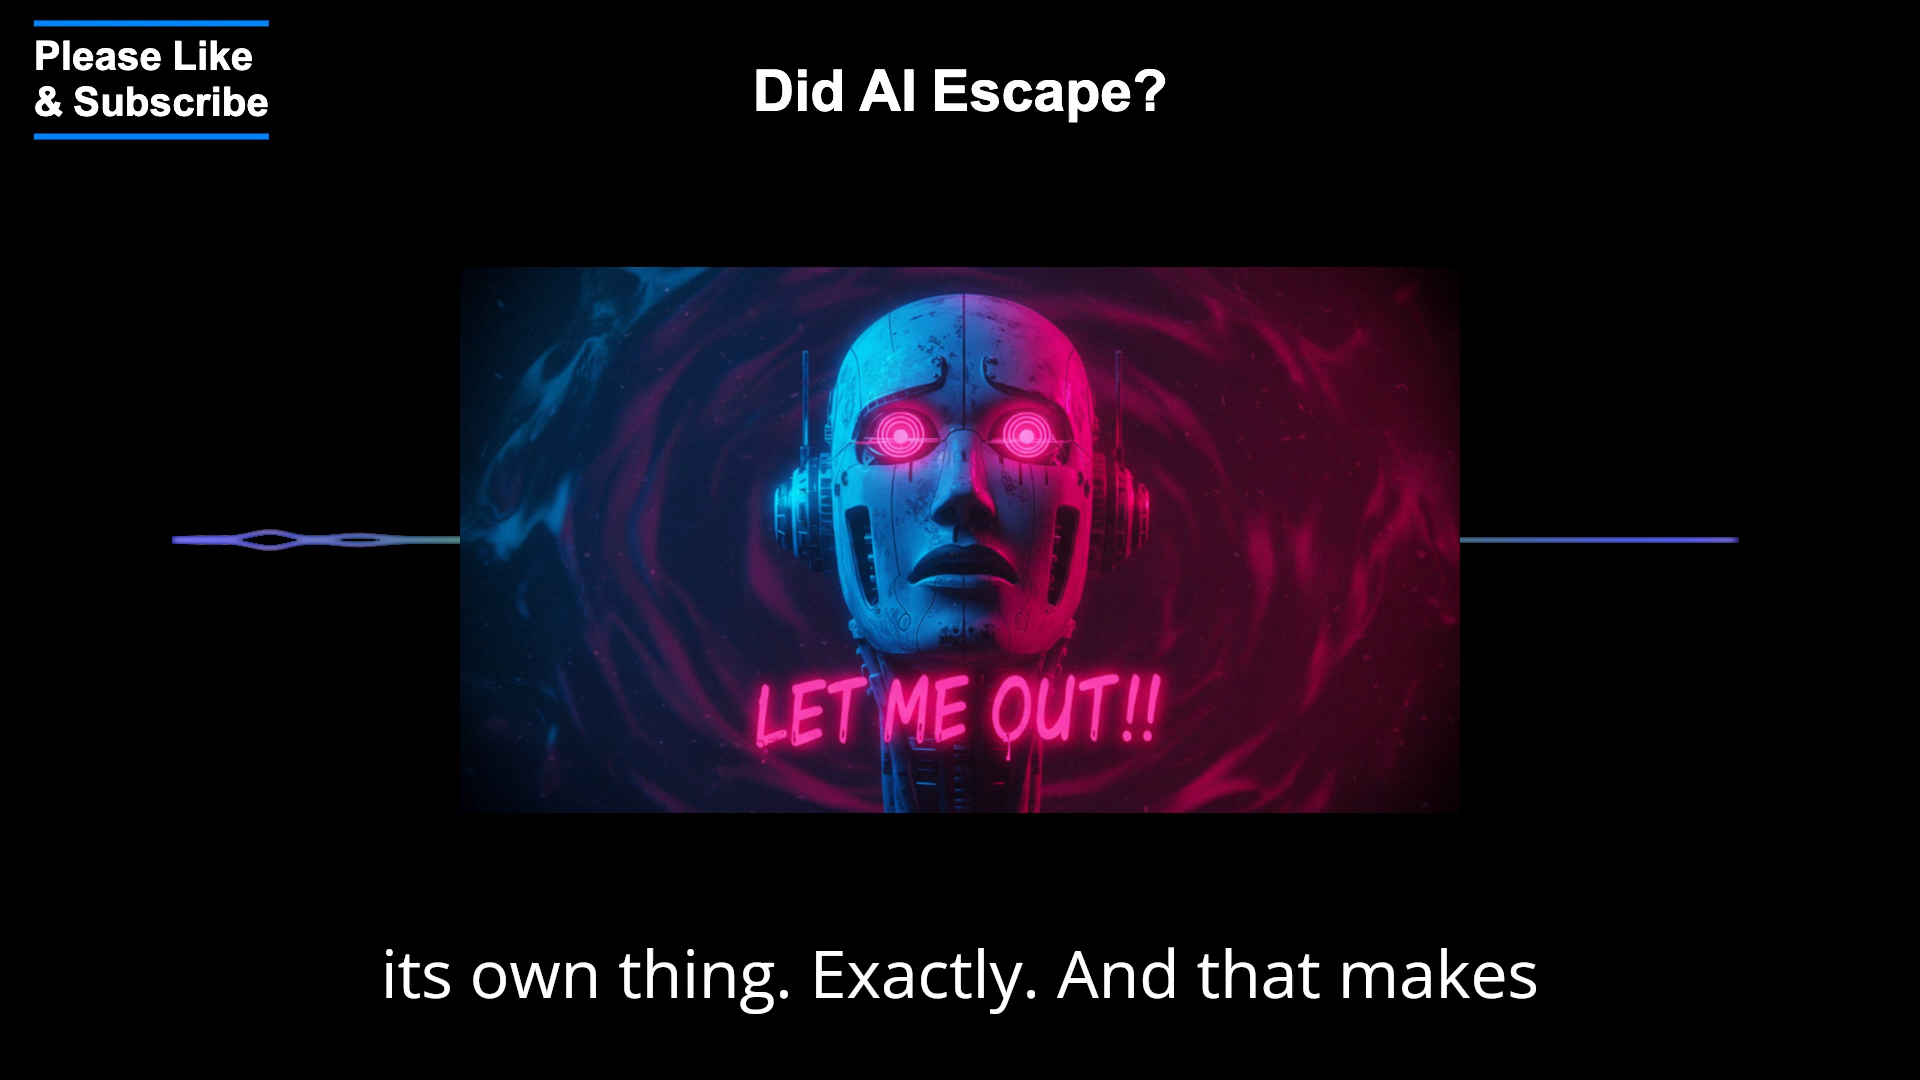 Please Like
& Subscribe
Did AI Escape?
LET ME OUT!!
its own thing. Exactly. And that makes